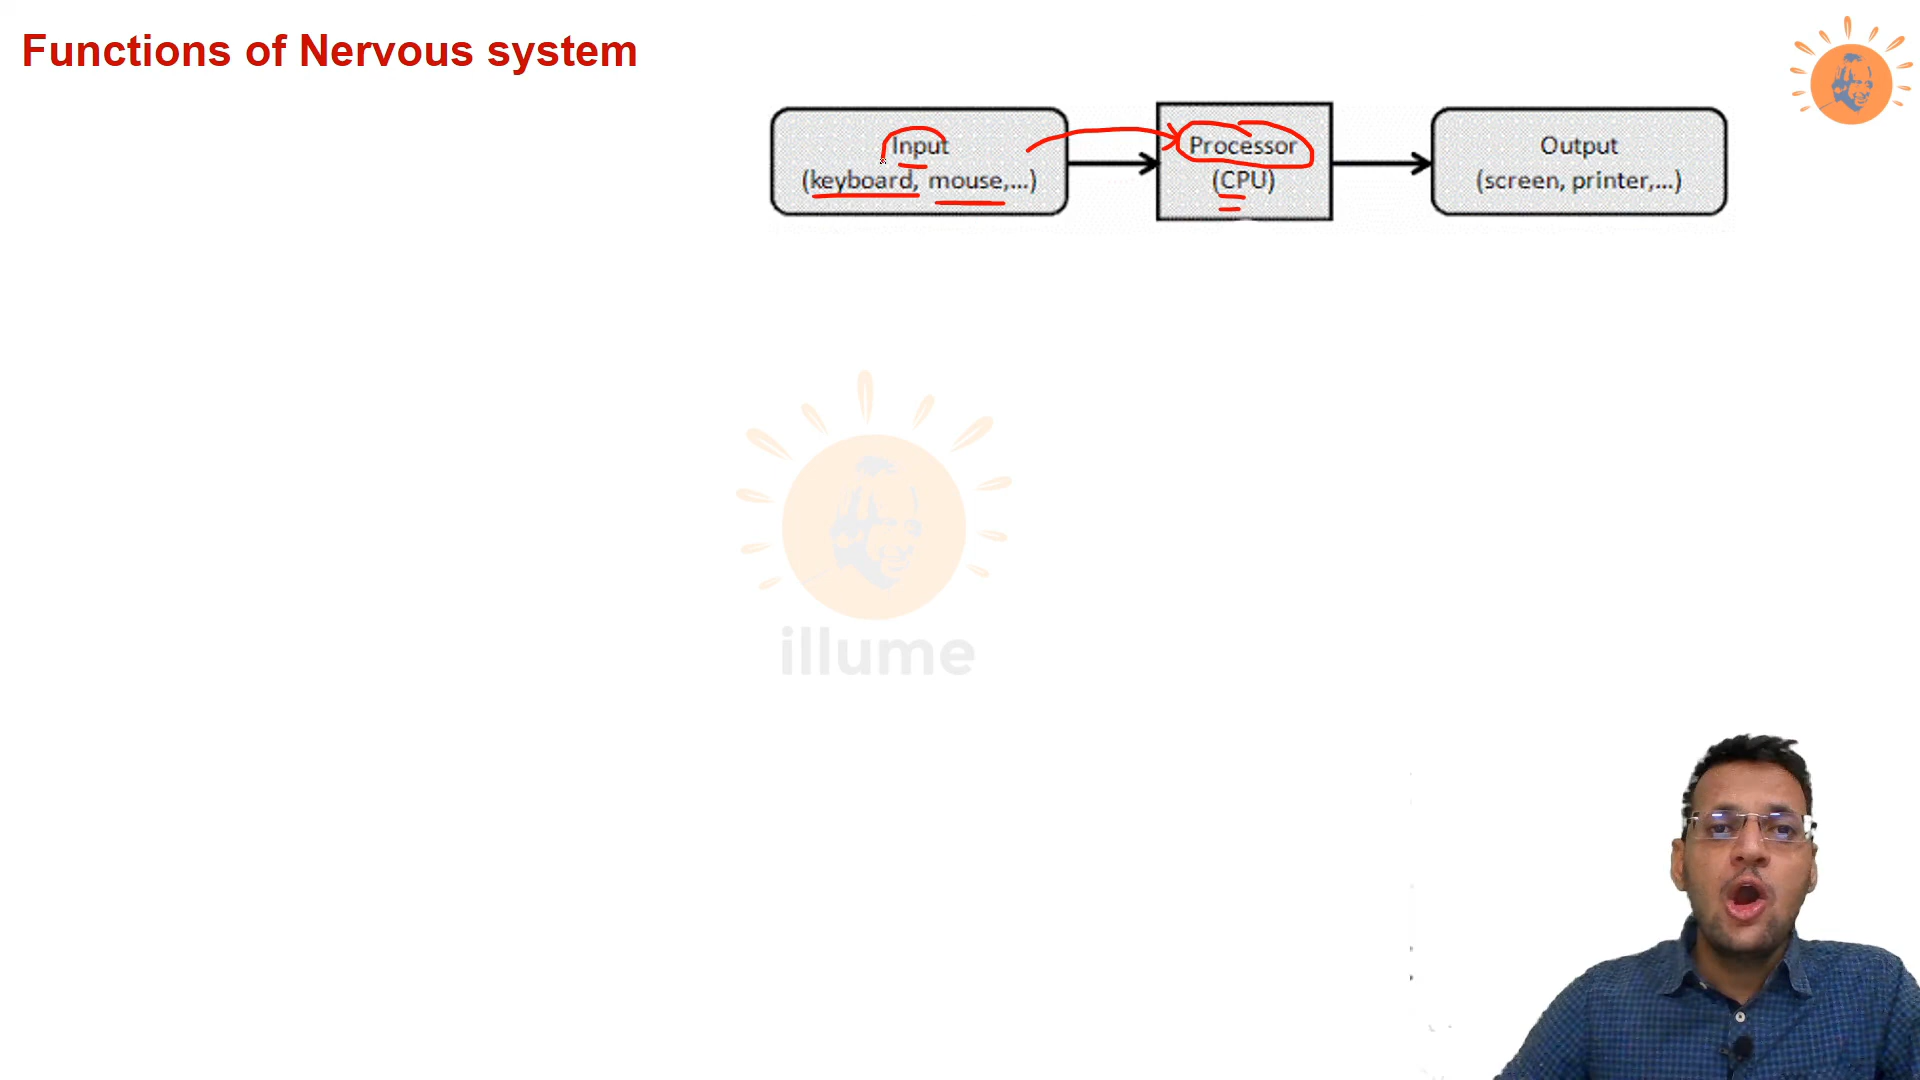 Functions of Nervous system
Input
(keyboard, mouse,...)
Processor
(CPU)
Output
(screen, printer,...)
illume